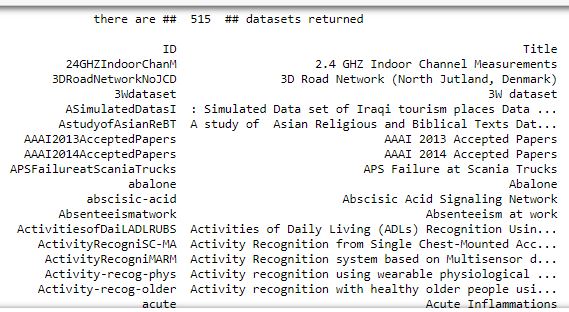 there are ## 515 ## datasets returned
ID Title
24GHZIndoorChanM 2.4 GHZ Indoor Channel Measurements
3DRoadNetworkNoJCD 3D Road Network (North Jutland, Denmark)
3Wdataset 3W dataset
ASimulatedDatasI : Simulated Data set of Iraqi tourism places Data ...
AstudyofAsianReBT A study of Asian Religious and Biblical Texts Dat...
AAAI2013AcceptedPapers AAAI 2013 Accepted Papers
AAAI2014AcceptedPapers AAAI 2014 Accepted Papers
APSFailureatScaniaTrucks APS Failure at Scania Trucks
abalone Abalone
abscisic-acid Abscisic Acid Signaling Network
Absenteeismatwork Absenteeism at work
ActivitiesofDaiLADLRUBS Activities of Daily Living (ADLs) Recognition Usin...
ActivityRecogniSC-MA Activity Recognition from Single Chest-Mounted Acc...
ActivityRecogniMARM Activity Recognition system based on Multisensor d...
Activity-recog-phys Activity recognition using wearable physiological ...
Activity-recog-older Activity recognition with healthy older people usi...
acute Acute Inflammations